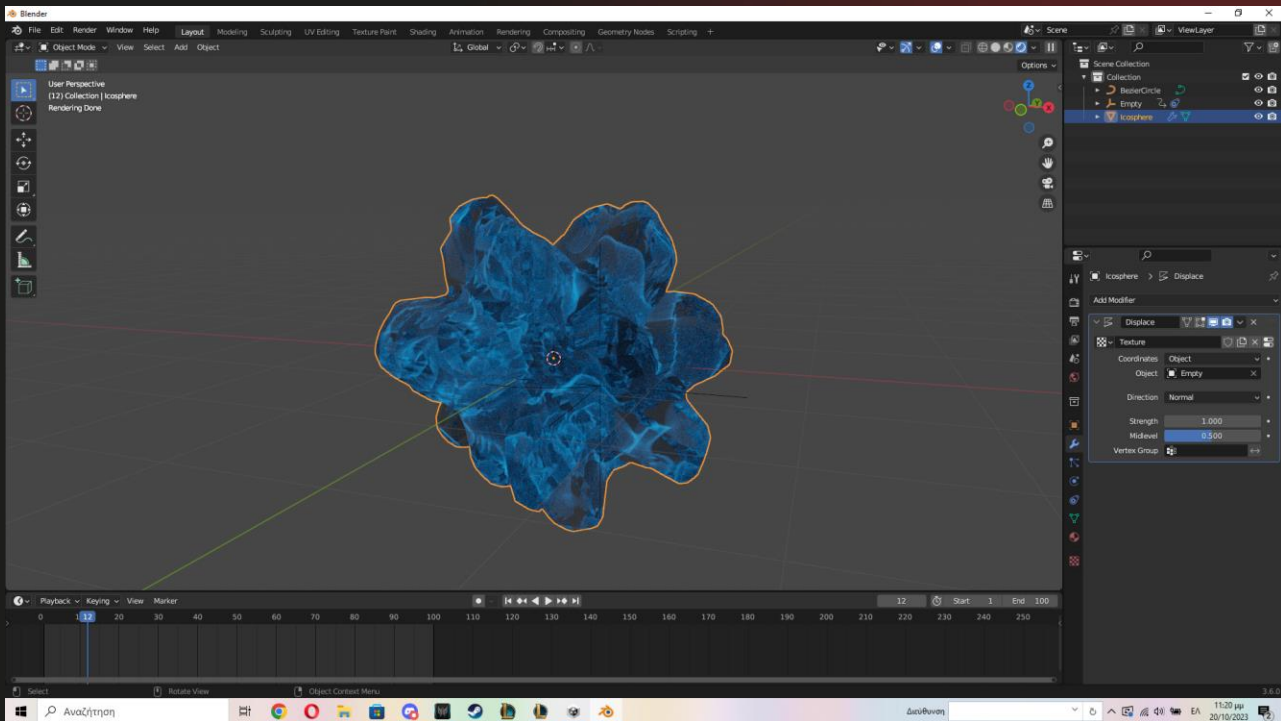 Blender
File Edit Render Window Help Layout Modeling Sculpting UV Editing Texture Paint Shading Animation Rendering Compositing Geometry Nodes Scripting + Scene ViewLayer
Object Mode View Select Add Object Global
Options
User Perspective
(12) Collection | Icosphere
Rendering Done
Z
Y
X
Scene Collection
Collection
BezierCircle
Empty
Icosphere
Icosphere > Displace
Add Modifier
Displace
Texture
Coordinates Object
Object Empty
Direction Normal
Strength 1.000
Midlevel 0.500
Vertex Group
Playback Keying View Marker 12 Start 1 End 100
0 12 20 30 40 50 60 70 80 90 100 110 120 130 140 150 160 170 180 190 200 210 220 230 240 250
Select Rotate View Object Context Menu 3.6.0
Αναζήτηση Διεύθυνση ΕΛ 11:20 μμ
20/10/2023